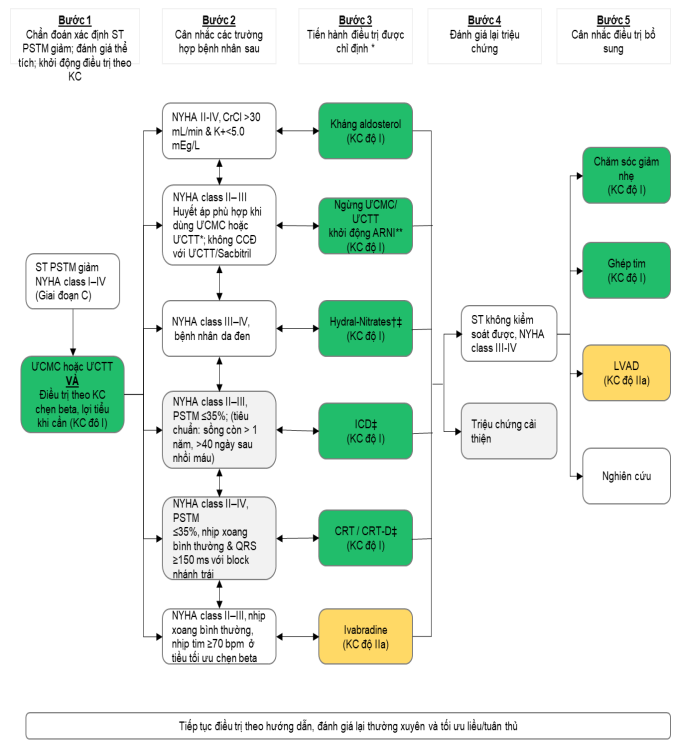 Bước 1
Chẩn đoán xác định ST
PSTM giảm; đánh giá thể
tích; khởi động điều trị theo
KC
Bước 2
Cân nhắc các trường
hợp bệnh nhân sau
Bước 3
Tiến hành điều trị được
chỉ định *
Bước 4
Đánh giá lại triệu
chứng
Bước 5
Cân nhắc điều trị bổ
sung
ST PSTM giảm
NYHA class I–IV
(Giai đoạn C)
ƯCMC hoặc ƯCTT
VÀ
Điều trị theo KC
chẹn beta, lợi tiểu
khi cần (KC độ I)
NYHA II-IV, CrCl >30
mL/min & K+<5.0
mEg/L
NYHA class II–III
Huyết áp phù hợp khi
dùng ƯCMC hoặc
ƯCTT*; không CCĐ
với ƯCTT/Sacbitril
NYHA class III–IV,
bệnh nhân da đen
NYHA class II–III,
PSTM ≤35%; (tiêu
chuẩn: sống còn > 1
năm, >40 ngày sau
nhồi máu)
NYHA class II–IV,
PSTM
≤35%, nhịp xoang
bình thường & QRS
≥150 ms với block
nhánh trái
NYHA class II–III, nhịp
xoang bình thường,
nhịp tim ≥70 bpm ở
tiều tối ưu chẹn beta
Kháng aldosterol
(KC độ I)
Ngừng ƯCMC/
ƯCTT
khởi động ARNI**
(KC độ I)
Hydral-Nitrates†‡
(KC độ I)
ICD‡
(KC độ I)
CRT / CRT-D‡
(KC độ I)
Ivabradine
(KC độ IIa)
ST không kiểm
soát được, NYHA
class III-IV
Triệu chứng cải
thiện
Chăm sóc giảm
nhẹ
(KC độ I)
Ghép tim
(KC độ I)
LVAD
(KC độ IIa)
Nghiên cứu
Tiếp tục điều trị theo hướng dẫn, đánh giá lại thường xuyên và tối ưu liều/tuân thủ